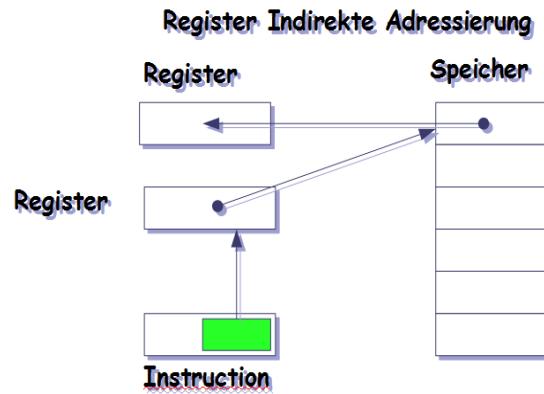 Register Indirekte Adressierung
Register
Speicher
Register
Instruction